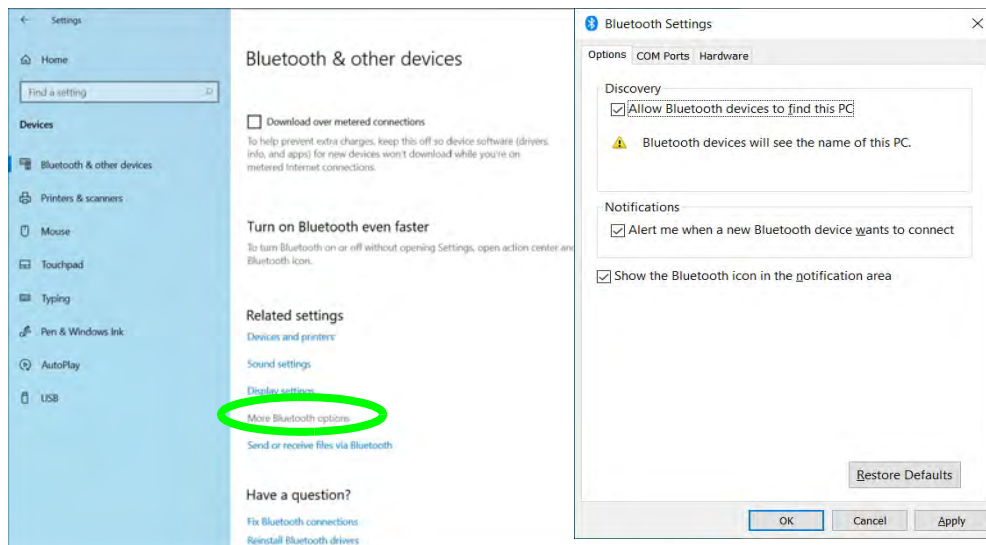 Settings
Home
Find a setting
Devices
Bluetooth & other devices
Printers & scanners
Mouse
Touchpad
Typing
Pen & Windows Ink
AutoPlay
USB
Bluetooth & other devices
Download over metered connections
To help prevent extra charges, keep this off so device software (drivers,
info, and apps) for new devices won't download while you're on
metered Internet connections.
Turn on Bluetooth even faster
To turn Bluetooth on or off without opening Settings, open action center and
Bluetooth icon.
Related settings
Devices and printers
Sound settings
Display settings
More Bluetooth options
Send or receive files via Bluetooth
Have a question?
Fix Bluetooth connections
Reinstall Bluetooth drivers
Bluetooth Settings
Options COM Ports Hardware
Discovery
Allow Bluetooth devices to find this PC
Bluetooth devices will see the name of this PC.
Notifications
Alert me when a new Bluetooth device wants to connect
Show the Bluetooth icon in the notification area
Restore Defaults
OK Cancel Apply